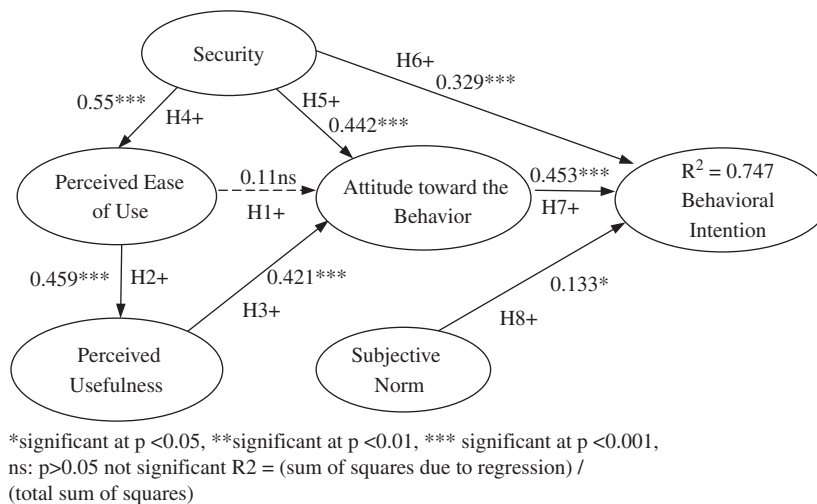 Security
H6+
0.329***
0.55***
H4+
H5+
0.442***
Perceived Ease
of Use
0.11ns
H1+
Attitude toward the
Behavior
0.453***
H7+
R² = 0.747
Behavioral
Intention
0.459***
H2+
0.421***
H3+
0.133*
H8+
Perceived
Usefulness
Subjective
Norm
*significant at p <0.05, **significant at p <0.01, *** significant at p <0.001,
ns: p>0.05 not significant R2 = (sum of squares due to regression) /
(total sum of squares)